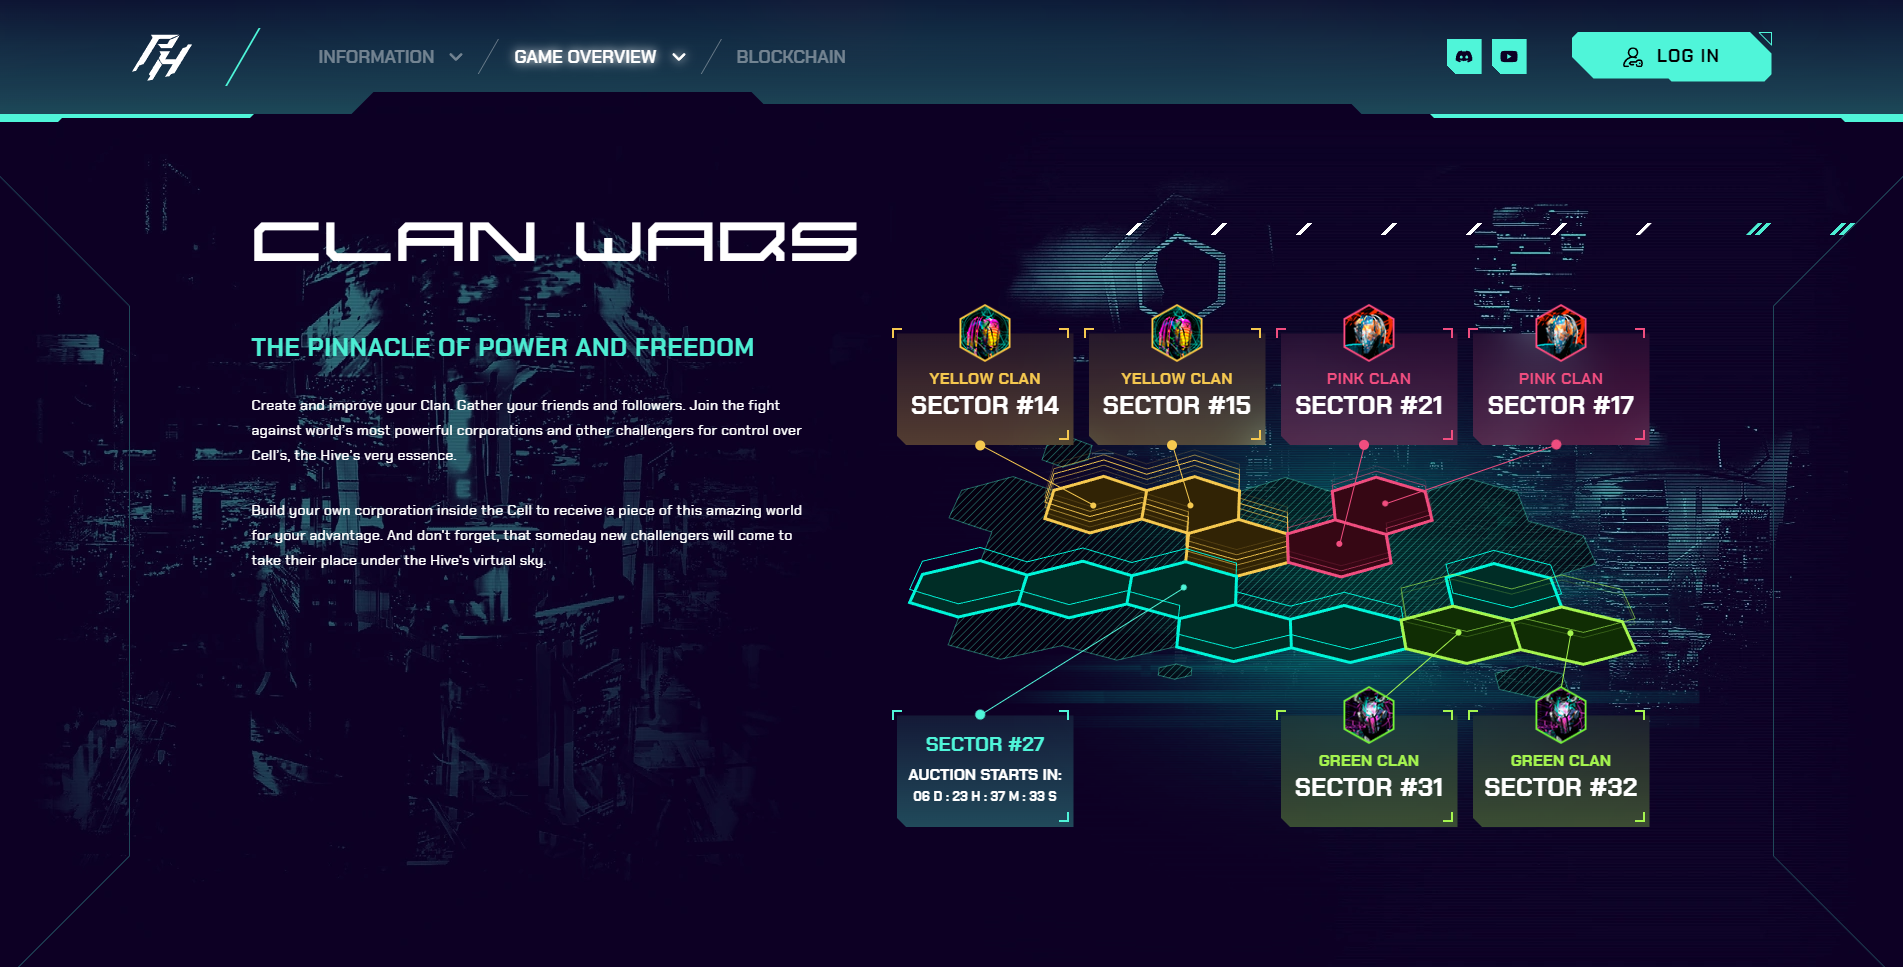 INFORMATION
GAME OVERVIEW
BLOCKCHAIN
LOG IN
CLAN WARS
THE PINNACLE OF POWER AND FREEDOM
Create and improve your Clan. Gather your friends and followers. Join the fight
against world's most powerful corporations and other challengers for control over
Cell's, the Hive's very essence.
Build your own corporation inside the Cell to receive a piece of this amazing world
for your advantage. And don't forget, that someday new challengers will come to
take their place under the Hive's virtual sky.
YELLOW CLAN
SECTOR #14
YELLOW CLAN
SECTOR #15
PINK CLAN
SECTOR #21
PINK CLAN
SECTOR #17
SECTOR #27
AUCTION STARTS IN:
06 D : 23 H : 37 M : 33 S
GREEN CLAN
SECTOR #31
GREEN CLAN
SECTOR #32